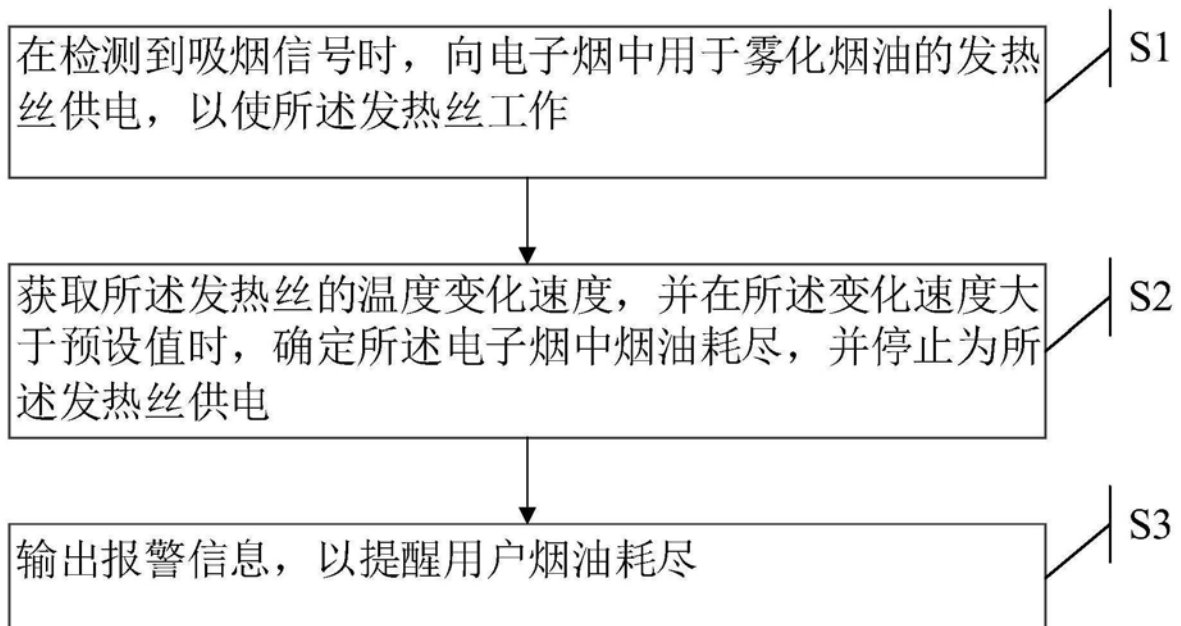 在检测到吸烟信号时，向电子烟中用于雾化烟油的发热
丝供电，以使所述发热丝工作
S1
获取所述发热丝的温度变化速度，并在所述变化速度大
于预设值时，确定所述电子烟中烟油耗尽，并停止为所
述发热丝供电
S2
输出报警信息，以提醒用户烟油耗尽
S3